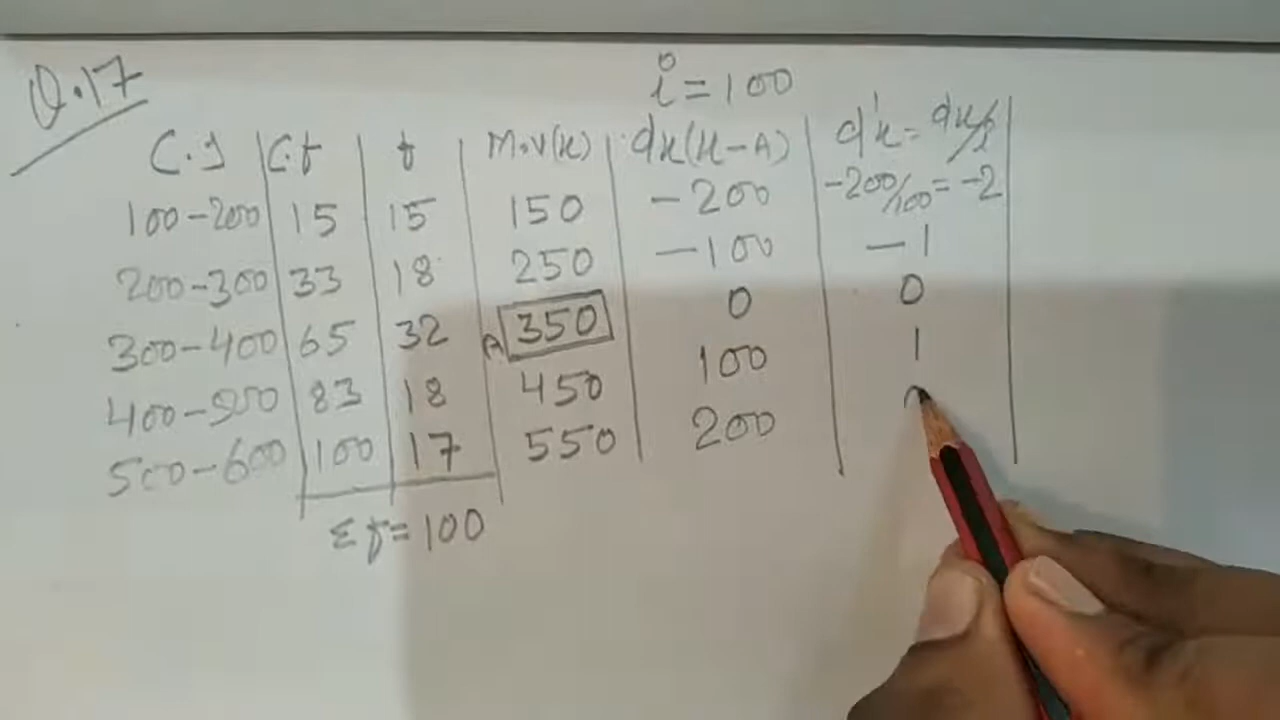 Q.17
i = 100
C.I C.f f M.V(x) dx(x-A) d'x = dx/i
100-200 15 15 150 -200 -200/100 = -2
200-300 33 18 250 -100 -1
300-400 65 32 A 350 0 0
400-500 83 18 450 100 1
500-600 100 17 550 200
Σf = 100